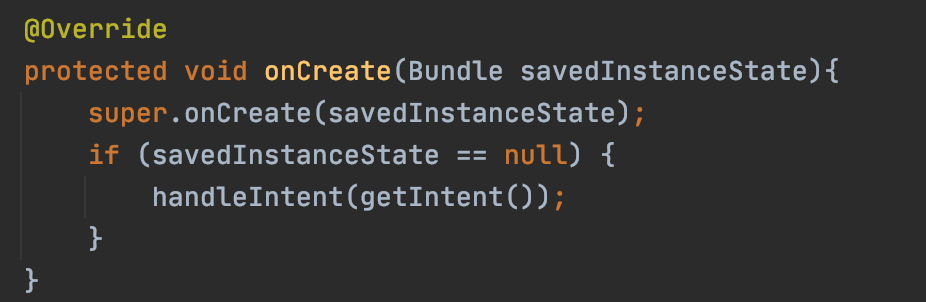 @Override
protected void onCreate(Bundle savedInstanceState){
    super.onCreate(savedInstanceState);
    if (savedInstanceState == null) {
        handleIntent(getIntent());
    }
}